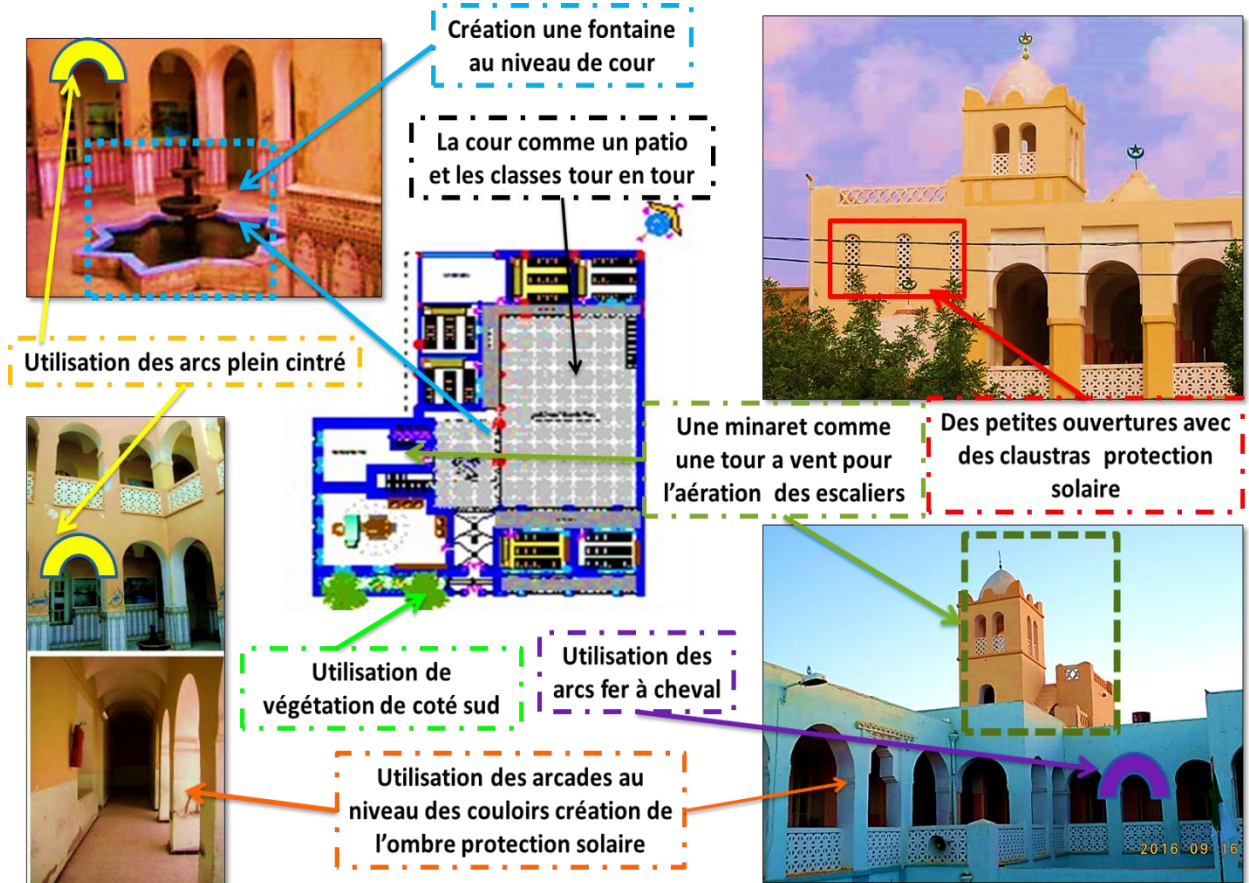 Création une fontaine
au niveau de cour
La cour comme un patio
et les classes tour en tour
Utilisation des arcs plein cintré
Une minaret comme
une tour a vent pour
l'aération des escaliers
Des petites ouvertures avec
des claustras protection
solaire
Utilisation de
végétation de coté sud
Utilisation des
arcs fer à cheval
Utilisation des arcades au
niveau des couloirs création de
l'ombre protection solaire
2016 09 16